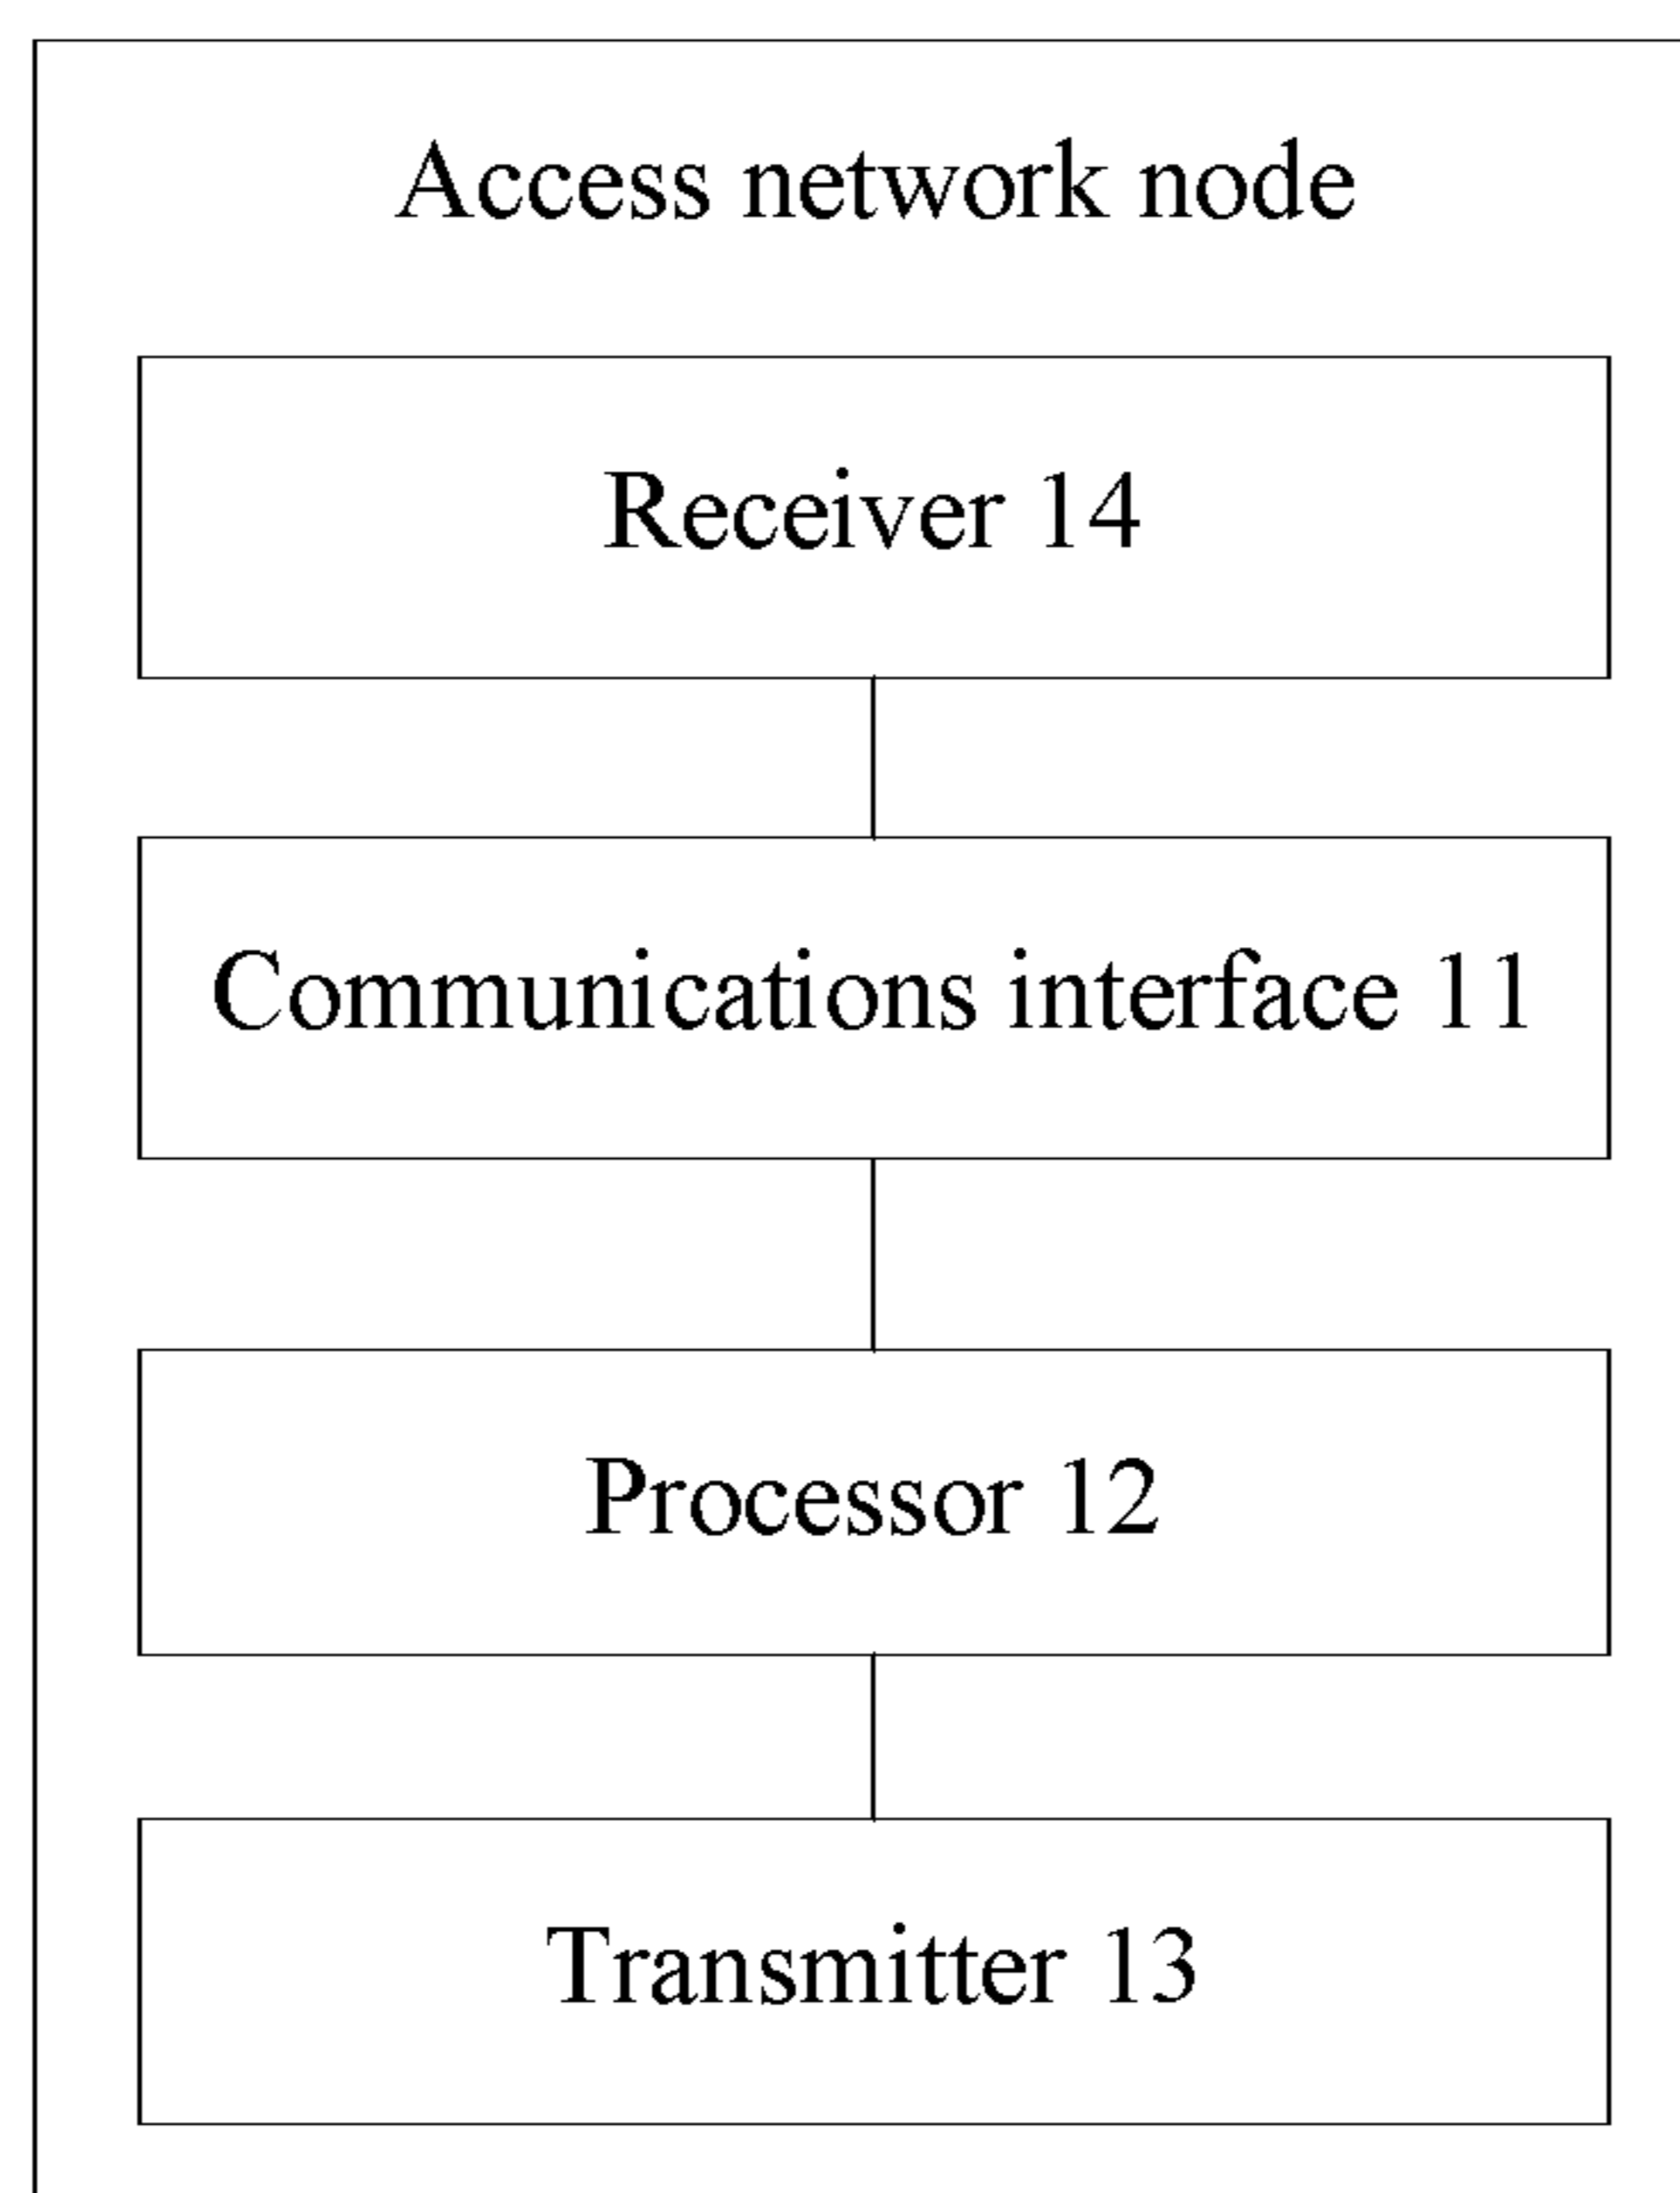 Access network node
Receiver 14
Communications interface 11
Processor 12
Transmitter 13